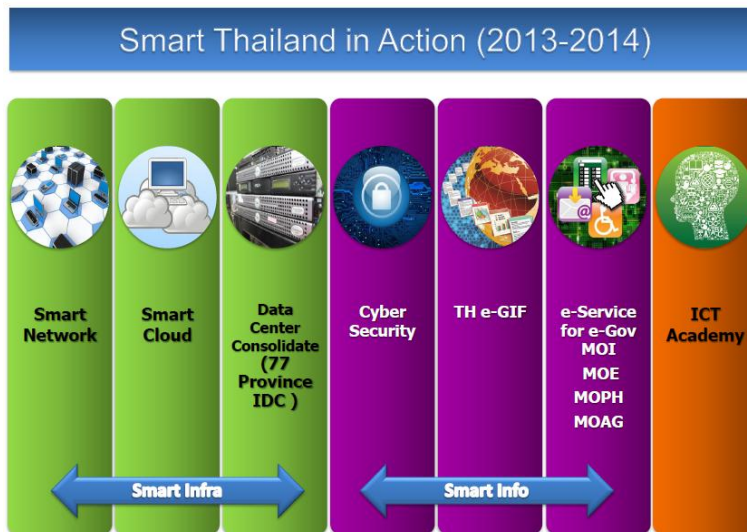 Smart Thailand in Action (2013-2014)
Smart
Network
Smart
Cloud
Data
Center
Consolidate
(77
Province
IDC )
Cyber
Security
TH e-GIF
e-Service
for e-Gov
MOI
MOE
MOPH
MOAG
ICT
Academy
Smart Infra
Smart Info